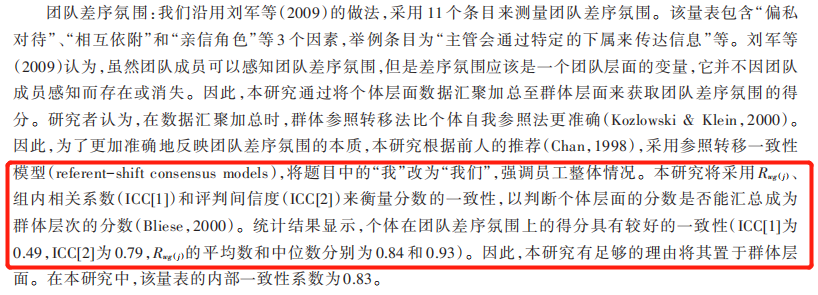 团队差序氛围:我们沿用刘军等(2009)的做法,采用11个条目来测量团队差序氛围。该量表包含“偏私
对待”、“相互依附”和“亲信角色”等3个因素,举例条目为“主管会通过特定的下属来传达信息”等。刘军等
(2009)认为,虽然团队成员可以感知团队差序氛围,但是差序氛围应该是一个团队层面的变量,它并不因团队
成员感知而存在或消失。因此,本研究通过将个体层面数据汇聚加总至群体层面来获取团队差序氛围的得
分。研究者认为,在数据汇聚加总时,群体参照转移法比个体自我参照法更准确(Kozlowski & Klein,2000)。
因此,为了更加准确地反映团队差序氛围的本质,本研究根据前人的推荐(Chan,1998),采用参照转移一致性
模型(referent-shift consensus models),将题目中的“我”改为“我们”,强调员工整体情况。本研究将采用Rwg(j)、
组内相关系数(ICC[1])和评判间信度(ICC[2])来衡量分数的一致性,以判断个体层面的分数是否能汇总成为
群体层次的分数(Bliese,2000)。统计结果显示,个体在团队差序氛围上的得分具有较好的一致性(ICC[1]为
0.49,ICC[2]为0.79,Rwg(j)的平均数和中位数分别为0.84和0.93)。因此,本研究有足够的理由将其置于群体层
面。在本研究中,该量表的内部一致性系数为0.83。